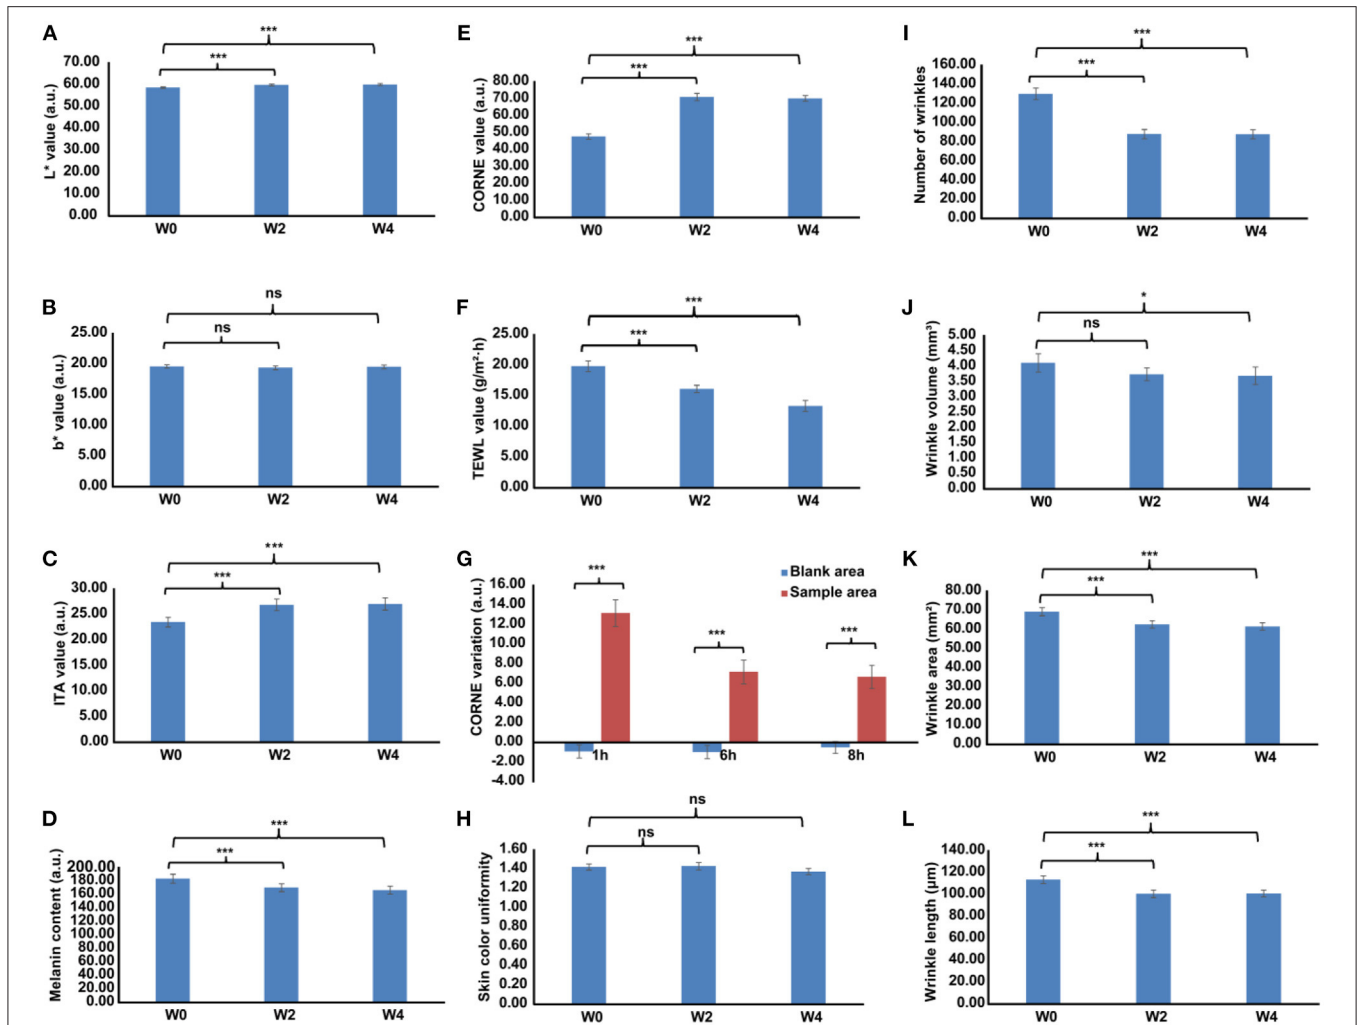 A
***
***
70.00
60.00
50.00
40.00
30.00
20.00
10.00
0.00
L* value (a.u.)
W0 W2 W4
E
***
***
80.00
70.00
60.00
50.00
40.00
30.00
20.00
10.00
0.00
CORNE value (a.u.)
W0 W2 W4
I
***
***
160.00
140.00
120.00
100.00
80.00
60.00
40.00
20.00
0.00
Number of wrinkles
W0 W2 W4
B
ns
ns
25.00
20.00
15.00
10.00
5.00
0.00
b* value (a.u.)
W0 W2 W4
F
***
***
25.00
20.00
15.00
10.00
5.00
0.00
TEWL value (g/m²·h)
W0 W2 W4
J
*
ns
5.00
4.50
4.00
3.50
3.00
2.50
2.00
1.50
1.00
0.50
0.00
Wrinkle volume (mm³)
W0 W2 W4
C
***
***
30.00
25.00
20.00
15.00
10.00
5.00
0.00
ITA value (a.u.)
W0 W2 W4
G
Blank area
Sample area
***
***
***
16.00
14.00
12.00
10.00
8.00
6.00
4.00
2.00
0.00
-2.00
-4.00
CORNE variation (a.u.)
1h 6h 8h
K
***
***
80.00
70.00
60.00
50.00
40.00
30.00
20.00
10.00
0.00
Wrinkle area (mm²)
W0 W2 W4
D
***
***
200.00
180.00
160.00
140.00
120.00
100.00
80.00
60.00
40.00
20.00
0.00
Melanin content (a.u.)
W0 W2 W4
H
ns
ns
1.60
1.40
1.20
1.00
0.80
0.60
0.40
0.20
0.00
Skin color uniformity
W0 W2 W4
L
***
***
140.00
120.00
100.00
80.00
60.00
40.00
20.00
0.00
Wrinkle length (µm)
W0 W2 W4